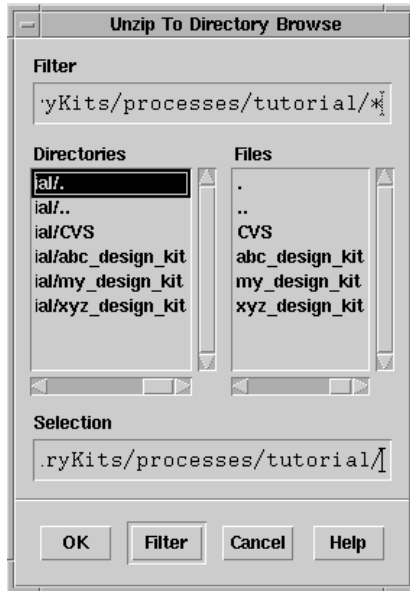 Unzip To Directory Browse
Filter
yKits/processes/tutorial/*
Directories
Files
ial/.
.
ial/..
..
ial/CVS
CVS
ial/abc_design_kit
abc_design_kit
ial/my_design_kit
my_design_kit
ial/xyz_design_kit
xyz_design_kit
Selection
.ryKits/processes/tutorial/
OK
Filter
Cancel
Help